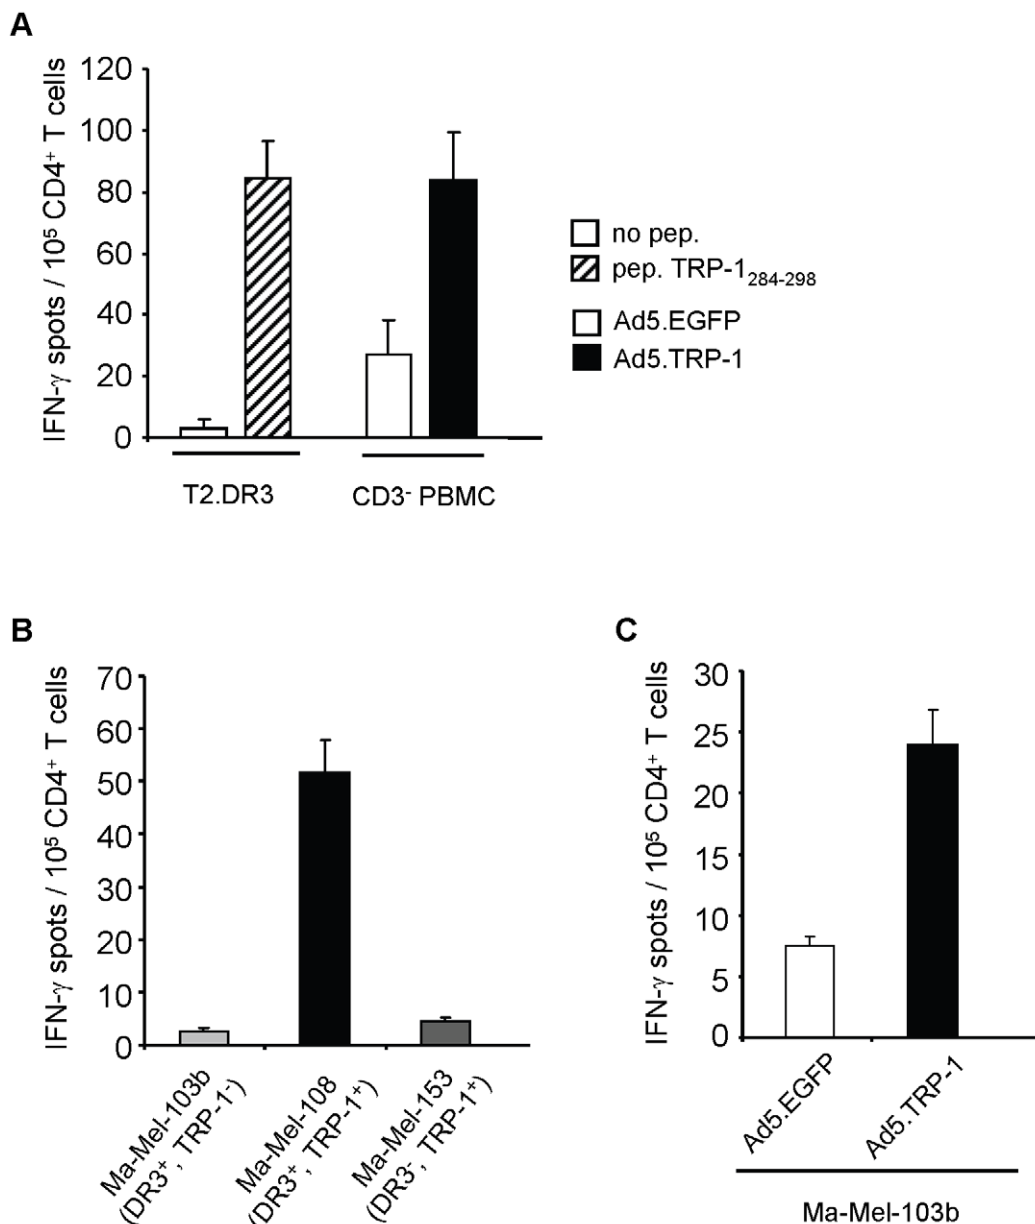 A
IFN-γ spots / 10⁵ CD4⁺ T cells
120
100
80
60
40
20
0
T2.DR3
CD3⁻ PBMC
no pep.
pep. TRP-1₂₈₄₋₂₉₈
Ad5.EGFP
Ad5.TRP-1
B
IFN-γ spots / 10⁵ CD4⁺ T cells
70
60
50
40
30
20
10
0
Ma-Mel-103b
(DR3⁺, TRP-1⁻)
Ma-Mel-108
(DR3⁺, TRP-1⁺)
Ma-Mel-153
(DR3⁻, TRP-1⁺)
C
IFN-γ spots / 10⁵ CD4⁺ T cells
30
25
20
15
10
5
0
Ad5.EGFP
Ad5.TRP-1
Ma-Mel-103b